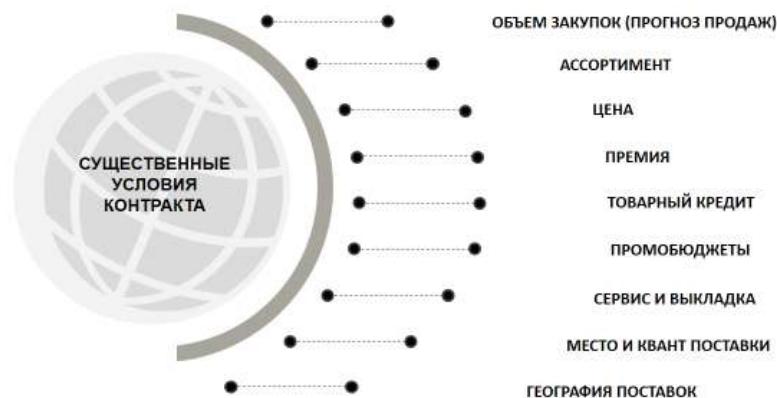 СУЩЕСТВЕННЫЕ
УСЛОВИЯ
КОНТРАКТА
ОБЪЕМ ЗАКУПОК (ПРОГНОЗ ПРОДАЖ)
АССОРТИМЕНТ
ЦЕНА
ПРЕМИЯ
ТОВАРНЫЙ КРЕДИТ
ПРОМОБЮДЖЕТЫ
СЕРВИС И ВЫКЛАДКА
МЕСТО И КВАНТ ПОСТАВКИ
ГЕОГРАФИЯ ПОСТАВОК